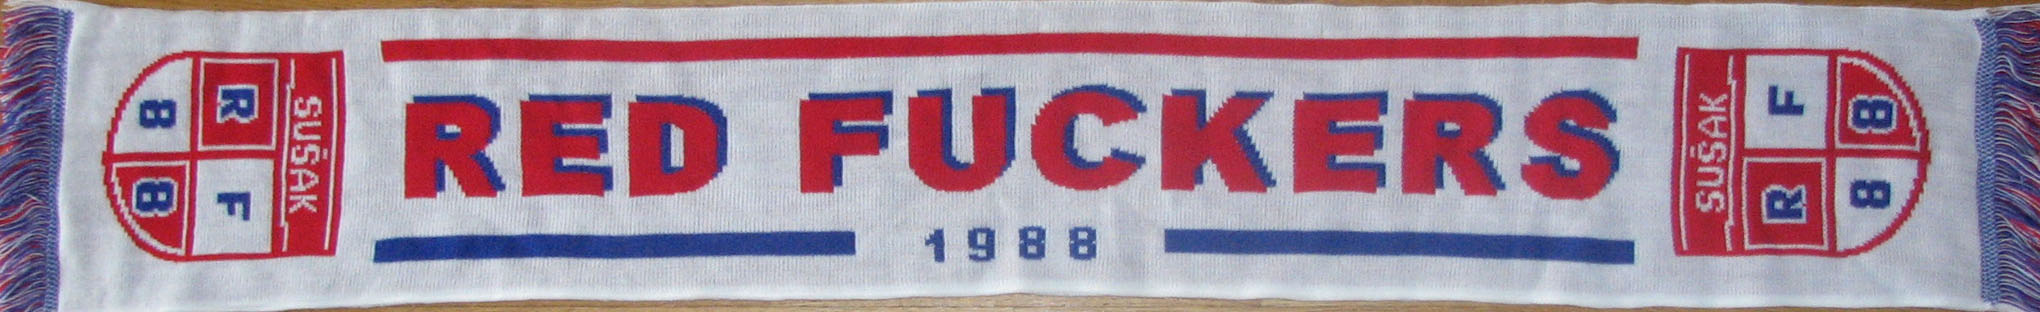 SUŠAK
R F
8 8
RED FUCKERS
1988
SUŠAK
R F
8 8